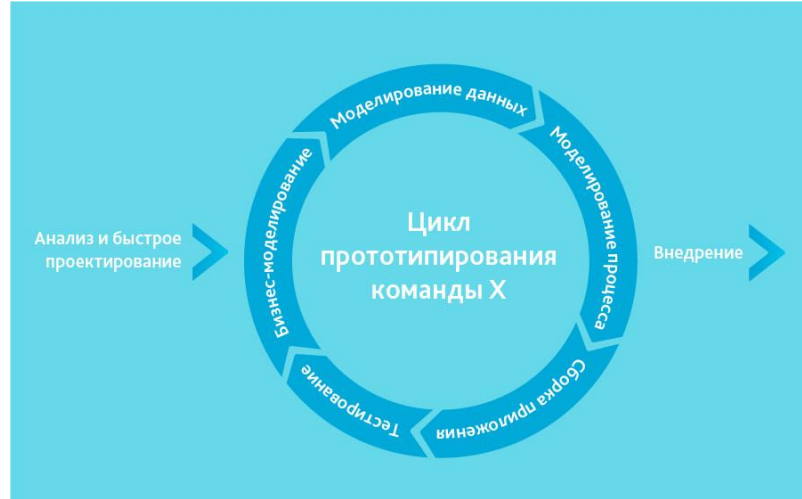 Анализ и быстрое
проектирование
Бизнес-моделирование
Моделирование данных
Моделирование процесса
Сборка приложения
Тестирование
Цикл
прототипирования
команды X
Внедрение